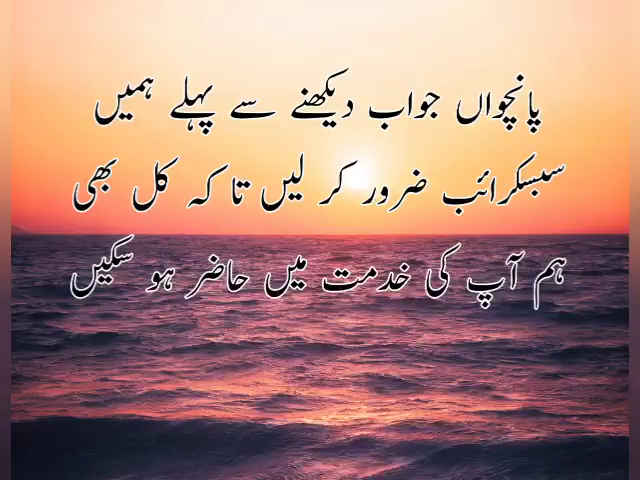 پانچواں جواب دیکھنے سے پہلے ہمیں
سبسکرائب ضرور کر لیں تا کہ کل بھی
ہم آپ کی خدمت میں حاضر ہو سکیں